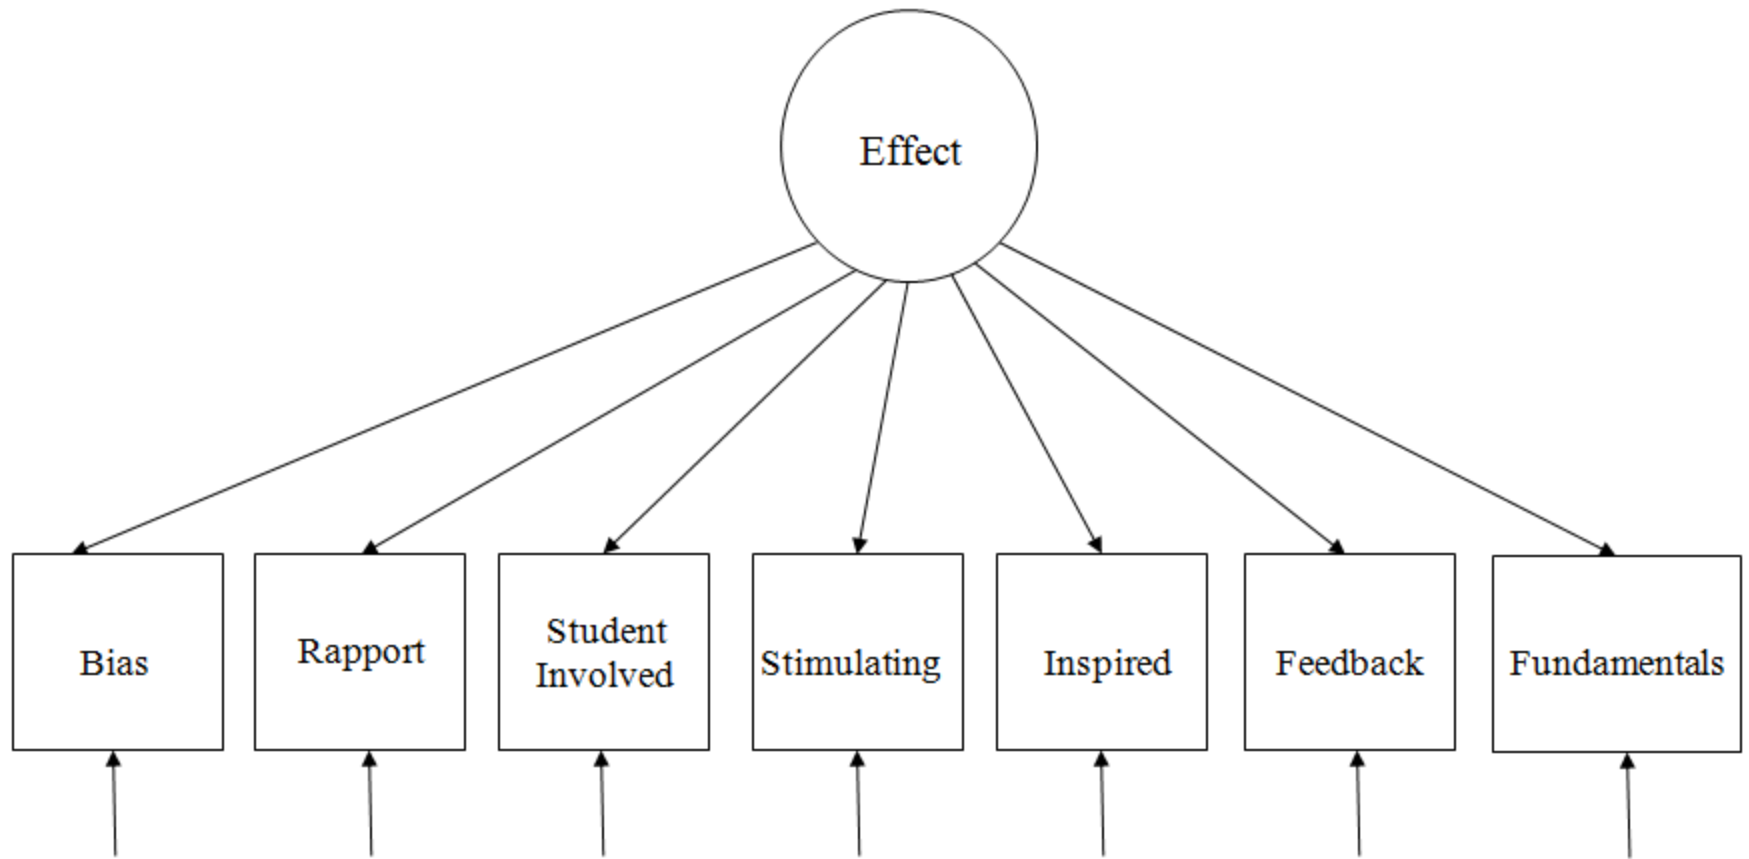 Effect
Bias
Rapport
Student
Involved
Stimulating
Inspired
Feedback
Fundamentals